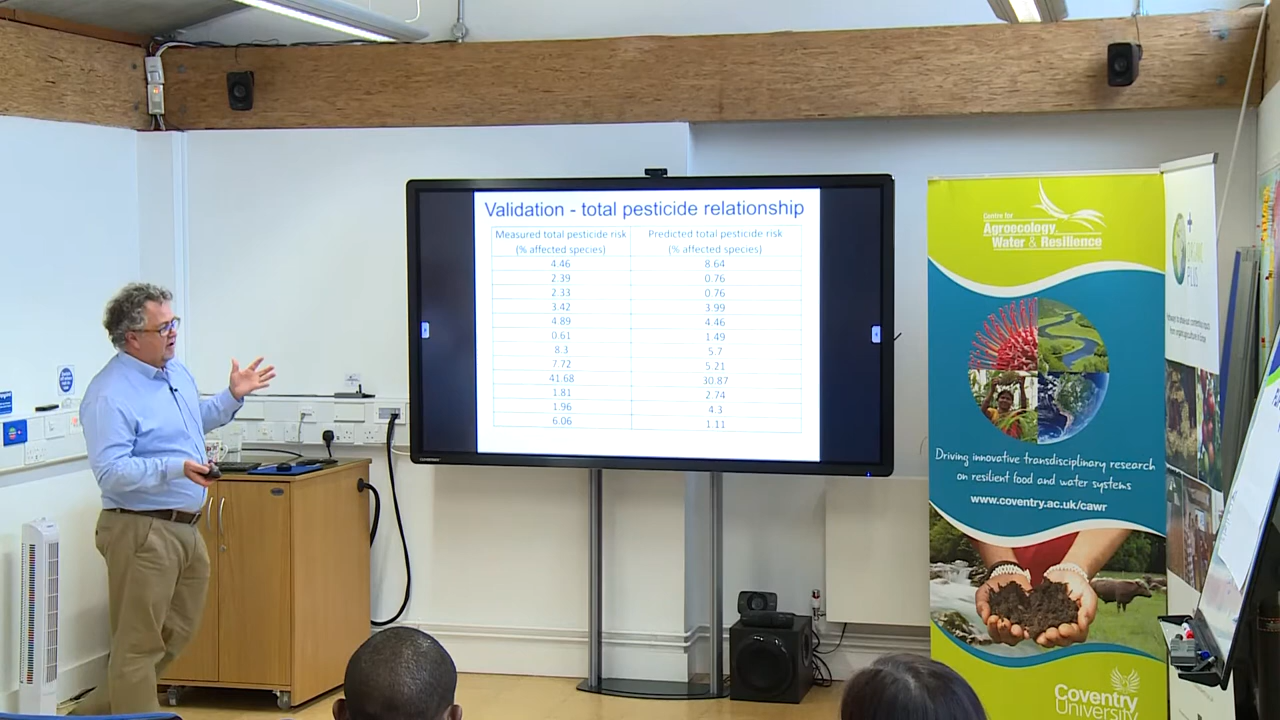 Validation - total pesticide relationship
Measured total pesticide risk
(% affected species)
Predicted total pesticide risk
(% affected species)
4.46 8.64
2.39 0.76
2.33 0.76
3.42 3.99
4.89 4.46
0.61 1.49
8.3 5.7
7.72 5.21
41.68 30.87
1.81 2.74
1.96 4.3
6.06 1.11
Centre for
Agroecology,
Water & Resilience
Driving innovative transdisciplinary research
on resilient food and water systems
www.coventry.ac.uk/cawr
Coventry
University